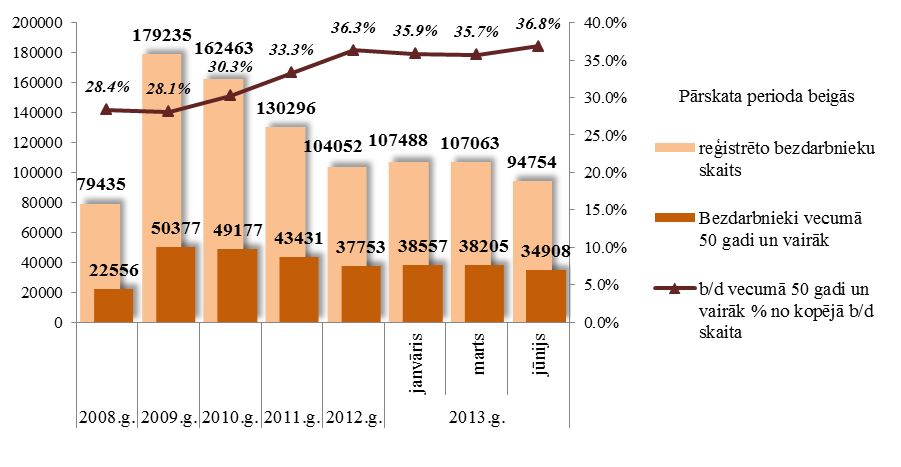 200000
180000
160000
140000
120000
100000
80000
60000
40000
20000
0
40.0%
35.0%
30.0%
25.0%
20.0%
15.0%
10.0%
5.0%
0.0%
28.4%
28.1%
30.3%
33.3%
36.3%
35.9%
35.7%
36.8%
79435
179235
162463
130296
104052
107488
107063
94754
22556
50377
49177
43431
37753
38557
38205
34908
janvāris
marts
jūnijs
2008.g.
2009.g.
2010.g.
2011.g.
2012.g.
2013.g.
Pārskata perioda beigās
reģistrēto bezdarbnieku
skaits
Bezdarbnieki vecumā
50 gadi un vairāk
b/d vecumā 50 gadi un
vairāk % no kopējā b/d
skaita